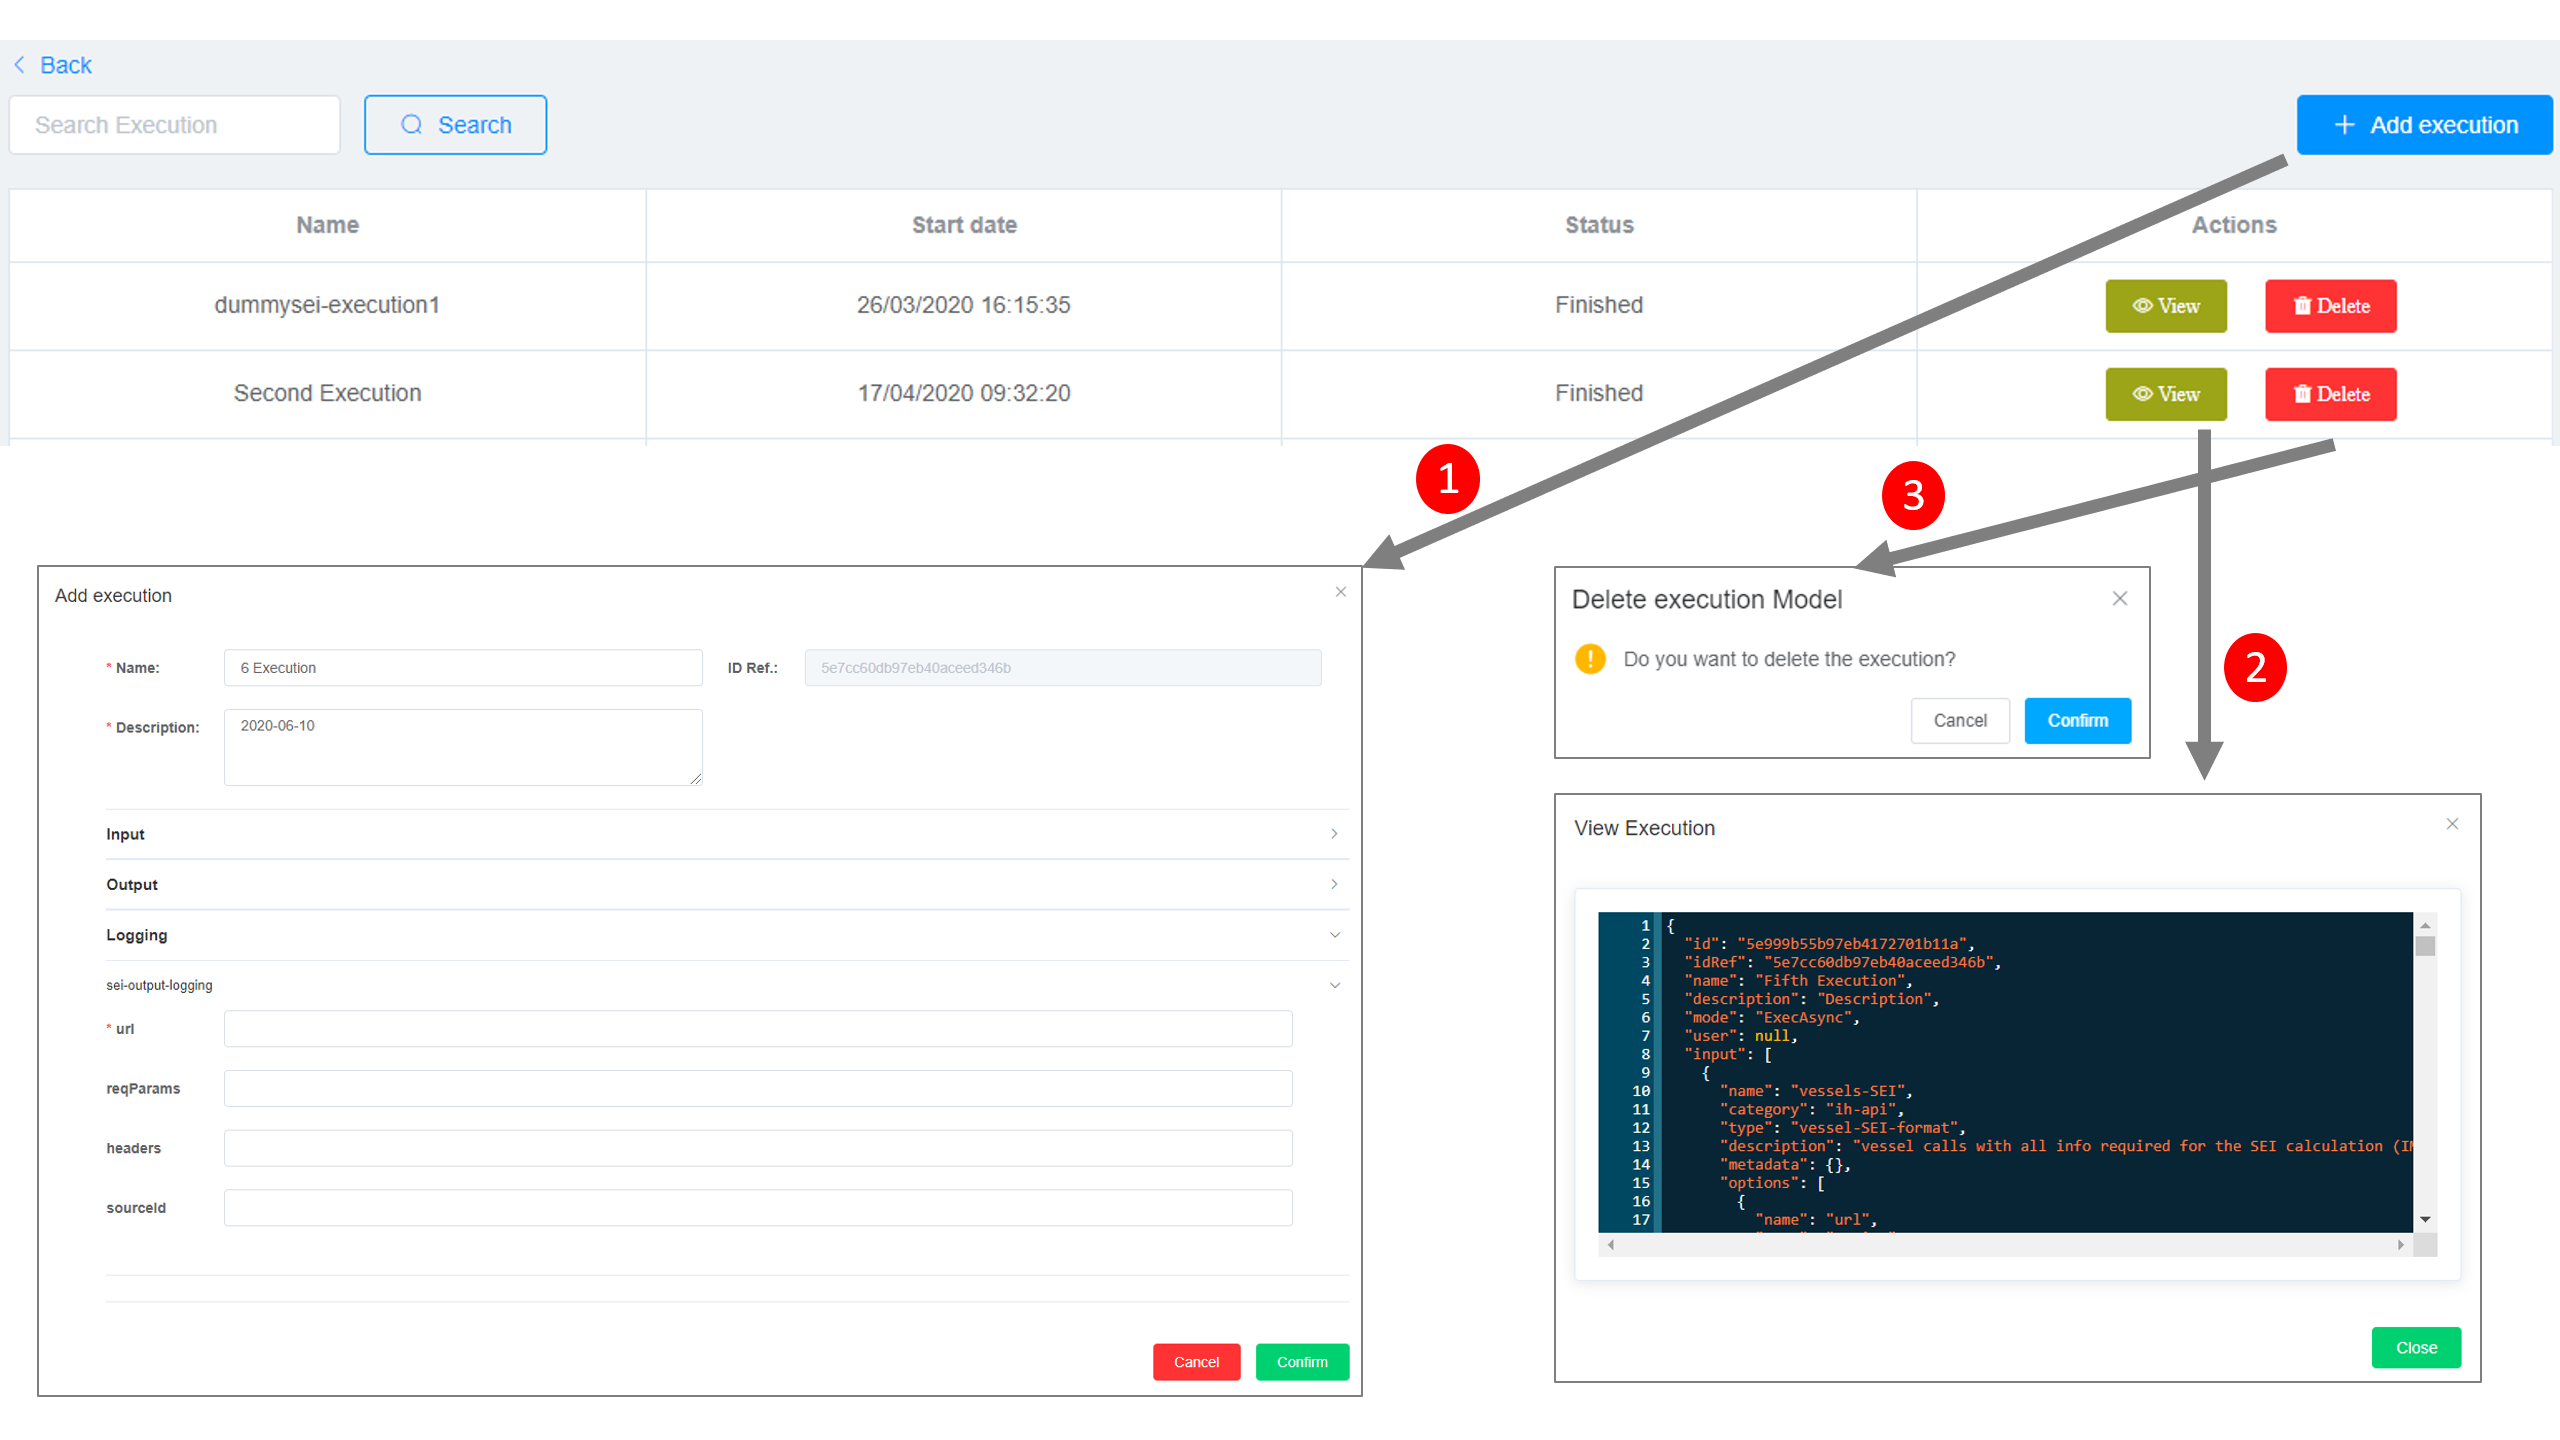 Back
Search Execution
Search
Add execution
Name Start date Status Actions
dummysei-execution1 26/03/2020 16:15:35 Finished View Delete
Second Execution 17/04/2020 09:32:20 Finished View Delete
1
3
2
Add execution
* Name: 6 Execution ID Ref.: 5e7cc60db97eb40aceed346b
* Description: 2020-06-10
Input
Output
Logging
sei-output-logging
* url
reqParams
headers
sourceId
Cancel Confirm
Delete execution Model
Do you want to delete the execution?
Cancel Confirm
View Execution
1 {
2 "id": "5e999b55b97eb4172701b11a",
3 "idRef": "5e7cc60db97eb40aceed346b",
4 "name": "Fifth Execution",
5 "description": "Description",
6 "mode": "ExecAsync",
7 "user": null,
8 "input": [
9 {
10 "name": "vessels-SEI",
11 "category": "ih-api",
12 "type": "vessel-SEI-format",
13 "description": "vessel calls with all info required for the SEI calculation (
14 "metadata": {},
15 "options": [
16 {
17 "name": "url",
Close